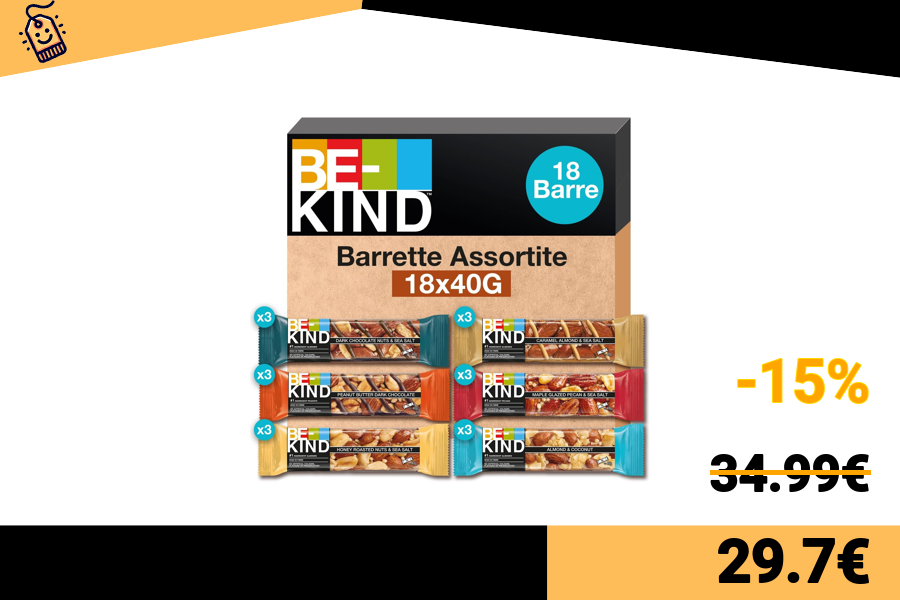 BE-
KIND™
18
Barre
Barrette Assortite
18x40G
x3
BE-
KIND
DARK CHOCOLATE NUTS & SEA SALT
x3
BE-
KIND
CARAMEL ALMOND & SEA SALT
x3
BE-
KIND
PEANUT BUTTER DARK CHOCOLATE
x3
BE-
KIND
MAPLE GLAZED PECAN & SEA SALT
x3
BE-
KIND
HONEY ROASTED NUTS & SEA SALT
x3
BE-
KIND
ALMOND & COCONUT
-15%
34.99€
29.7€